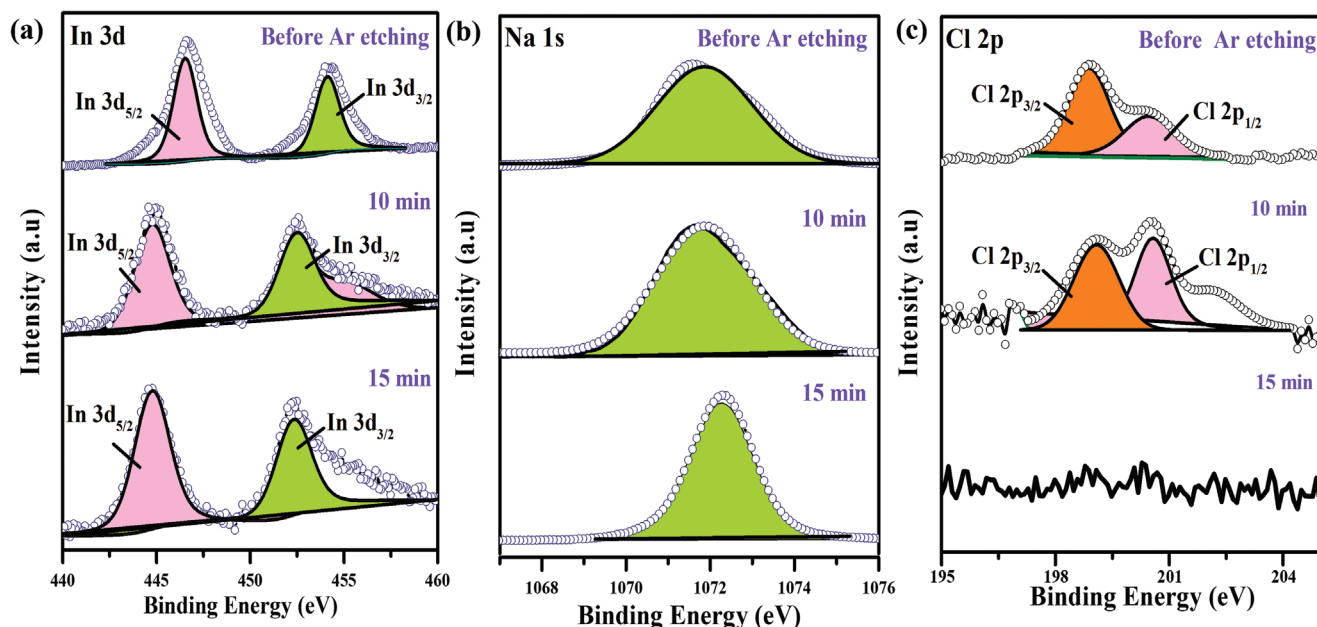 (a) In 3d Before Ar etching
In 3d5/2
In 3d3/2
10 min
In 3d5/2
In 3d3/2
15 min
In 3d5/2
In 3d3/2
Intensity (a.u)
440 445 450 455 460
Binding Energy (eV)
(b) Na 1s Before Ar etching
10 min
15 min
Intensity (a.u)
1068 1070 1072 1074 1076
Binding Energy (eV)
(c) Cl 2p Before Ar etching
Cl 2p3/2
Cl 2p1/2
10 min
Cl 2p3/2
Cl 2p1/2
15 min
Intensity (a.u)
195 198 201 204
Binding Energy (eV)